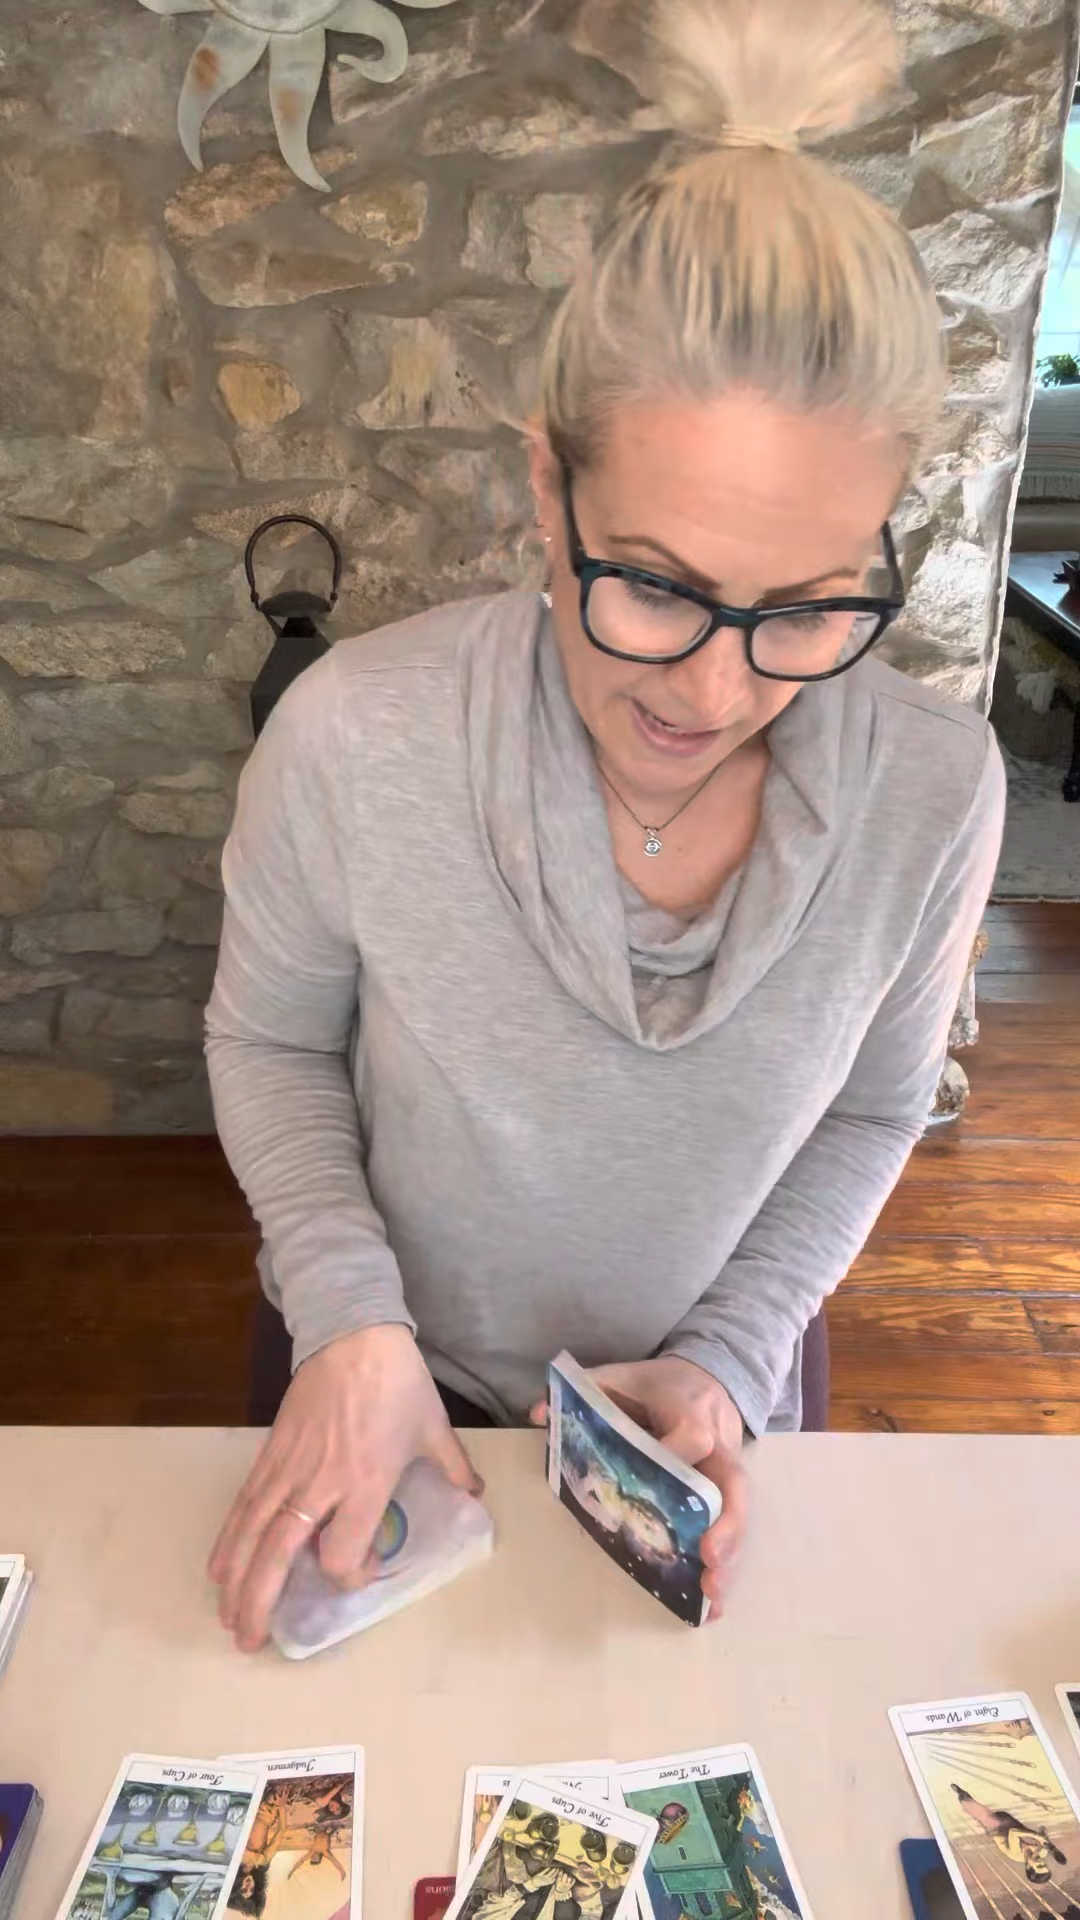 Eight of Wands
Four of Cups
Judgement
The Tower
Five of Cups